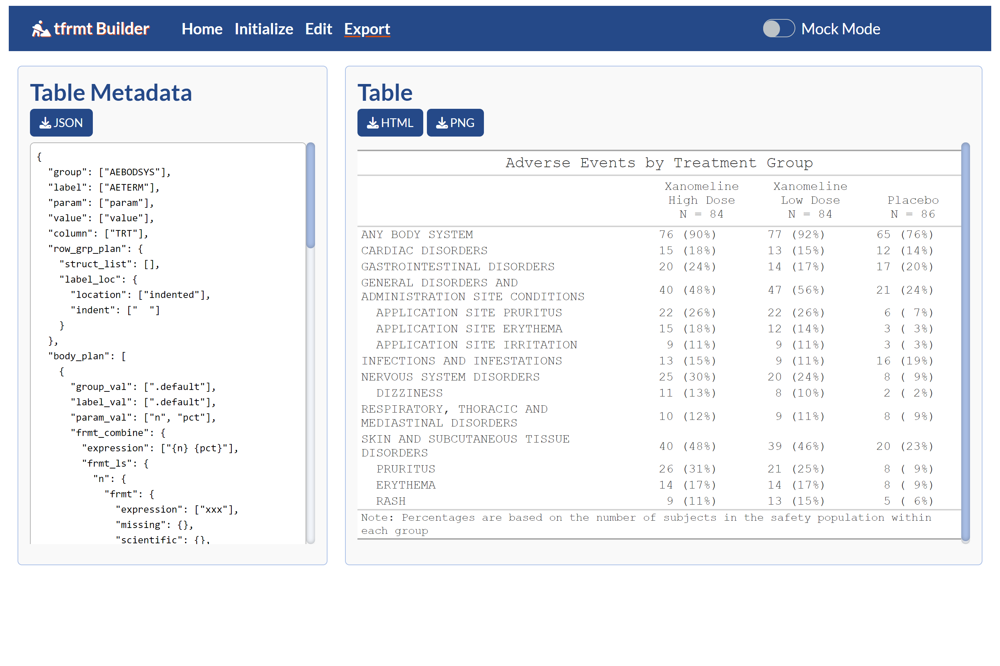 tfrmt Builder Home Initialize Edit Export Mock Mode
Table Metadata
JSON
{
  "group": ["AEBODSYS"],
  "label": ["AETERM"],
  "param": ["param"],
  "value": ["value"],
  "column": ["TRT"],
  "row_grp_plan": {
    "struct_list": [],
    "label_loc": {
      "location": ["indented"],
      "indent": ["  "]
    }
  },
  "body_plan": [
    {
      "group_val": [".default"],
      "label_val": [".default"],
      "param_val": ["n", "pct"],
      "frmt_combine": {
        "expression": ["{n} {pct}"],
        "frmt_ls": {
          "n": {
            "frmt": {
              "expression": ["xxx"],
              "missing": {},
              "scientific": {},
Table
HTML PNG
Adverse Events by Treatment Group
Xanomeline Xanomeline
High Dose Low Dose Placebo
N = 84 N = 84 N = 86
ANY BODY SYSTEM 76 (90%) 77 (92%) 65 (76%)
CARDIAC DISORDERS 15 (18%) 13 (15%) 12 (14%)
GASTROINTESTINAL DISORDERS 20 (24%) 14 (17%) 17 (20%)
GENERAL DISORDERS AND
ADMINISTRATION SITE CONDITIONS 40 (48%) 47 (56%) 21 (24%)
APPLICATION SITE PRURITUS 22 (26%) 22 (26%) 6 ( 7%)
APPLICATION SITE ERYTHEMA 15 (18%) 12 (14%) 3 ( 3%)
APPLICATION SITE IRRITATION 9 (11%) 9 (11%) 3 ( 3%)
INFECTIONS AND INFESTATIONS 13 (15%) 9 (11%) 16 (19%)
NERVOUS SYSTEM DISORDERS 25 (30%) 20 (24%) 8 ( 9%)
DIZZINESS 11 (13%) 8 (10%) 2 ( 2%)
RESPIRATORY, THORACIC AND
MEDIASTINAL DISORDERS 10 (12%) 9 (11%) 8 ( 9%)
SKIN AND SUBCUTANEOUS TISSUE
DISORDERS 40 (48%) 39 (46%) 20 (23%)
PRURITUS 26 (31%) 21 (25%) 8 ( 9%)
ERYTHEMA 14 (17%) 14 (17%) 8 ( 9%)
RASH 9 (11%) 13 (15%) 5 ( 6%)
Note: Percentages are based on the number of subjects in the safety population within
each group